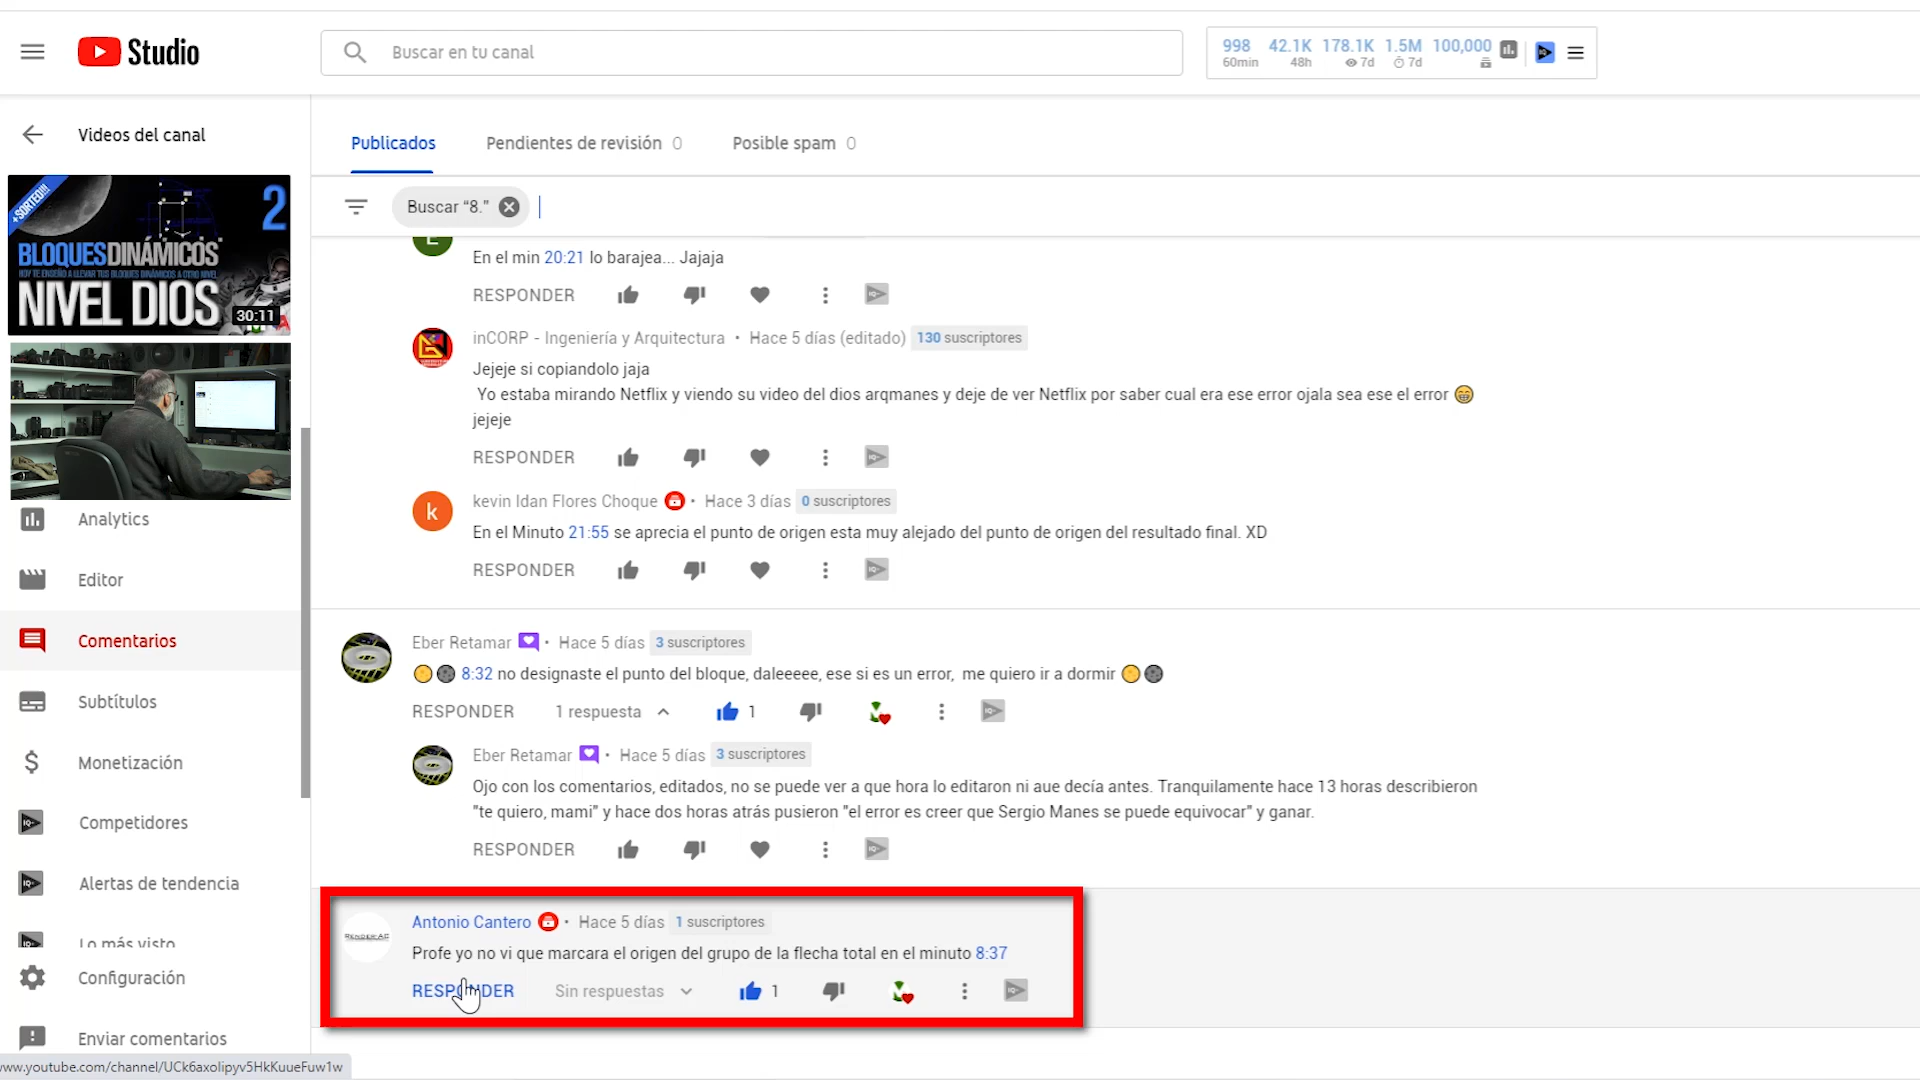 Studio
Buscar en tu canal
998 42.1K 178.1K 1.5M 100,000
60min 48h 7d 7d
Videos del canal
Publicados
Pendientes de revisión 0
Posible spam 0
+SORTEO!!!
2
BLOQUESDINÁMICOS
HOY TE ENSEÑO A LLEVAR TUS BLOQUES DINÁMICOS A OTRO NIVEL
NIVEL DIOS
30:11
Buscar “8.”
En el min 20:21 lo barajea... Jajaja
RESPONDER
inCORP - Ingeniería y Arquitectura • Hace 5 días (editado) 130 suscriptores
Jejeje si copiandolo jaja
Yo estaba mirando Netflix y viendo su video del dios arqmanes y deje de ver Netflix por saber cual era ese error ojala sea ese el error 😁
jejeje
RESPONDER
k
kevin Idan Flores Choque • Hace 3 días 0 suscriptores
En el Minuto 21:55 se aprecia el punto de origen esta muy alejado del punto de origen del resultado final. XD
RESPONDER
Eber Retamar • Hace 5 días 3 suscriptores
🌕🌑 8:32 no designaste el punto del bloque, daleeeee, ese si es un error, me quiero ir a dormir 🌕🌑
RESPONDER 1 respuesta 1
Eber Retamar • Hace 5 días 3 suscriptores
Ojo con los comentarios, editados, no se puede ver a que hora lo editaron ni aue decía antes. Tranquilamente hace 13 horas describieron
"te quiero, mami" y hace dos horas atrás pusieron "el error es creer que Sergio Manes se puede equivocar" y ganar.
RESPONDER
RENDER AC
Antonio Cantero • Hace 5 días 1 suscriptores
Profe yo no vi que marcara el origen del grupo de la flecha total en el minuto 8:37
RESPONDER Sin respuestas 1
Analytics
Editor
Comentarios
Subtítulos
Monetización
Competidores
Alertas de tendencia
Lo más visto
Configuración
Enviar comentarios
www.youtube.com/channel/UCk6axolipyv5HkKuueFuw1w